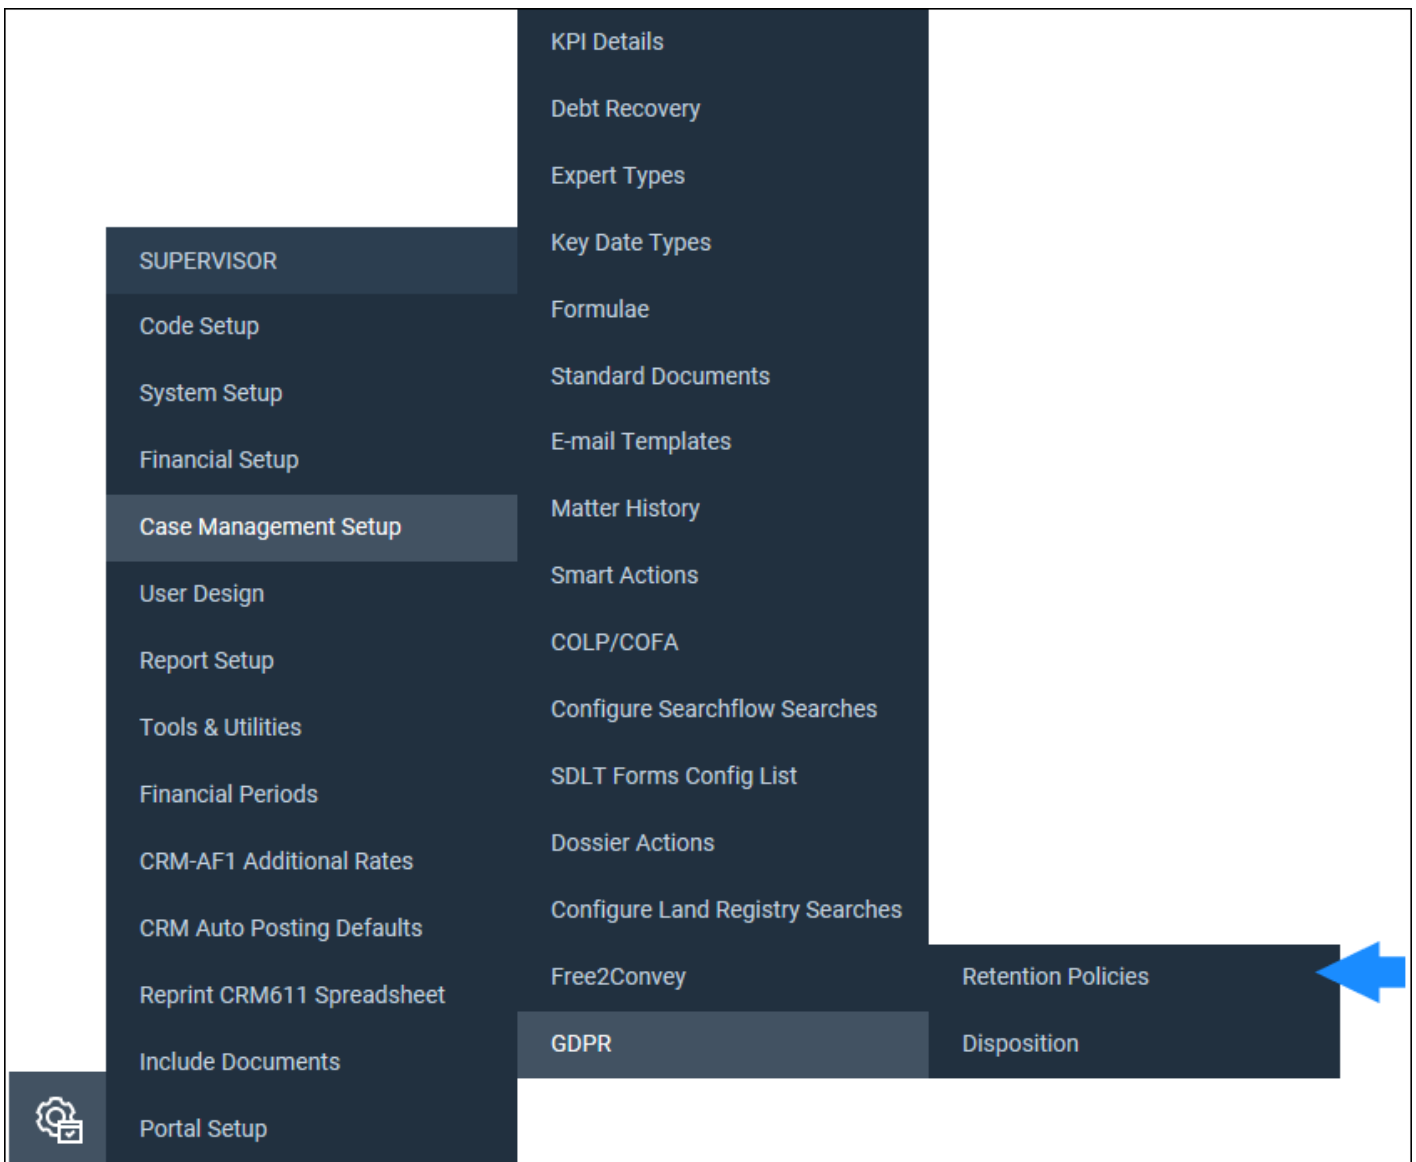 SUPERVISOR
Code Setup
System Setup
Financial Setup
Case Management Setup
User Design
Report Setup
Tools & Utilities
Financial Periods
CRM-AF1 Additional Rates
CRM Auto Posting Defaults
Reprint CRM611 Spreadsheet
Include Documents
Portal Setup
KPI Details
Debt Recovery
Expert Types
Key Date Types
Formulae
Standard Documents
E-mail Templates
Matter History
Smart Actions
COLP/COFA
Configure Searchflow Searches
SDLT Forms Config List
Dossier Actions
Configure Land Registry Searches
Free2Convey
GDPR
Retention Policies
Disposition